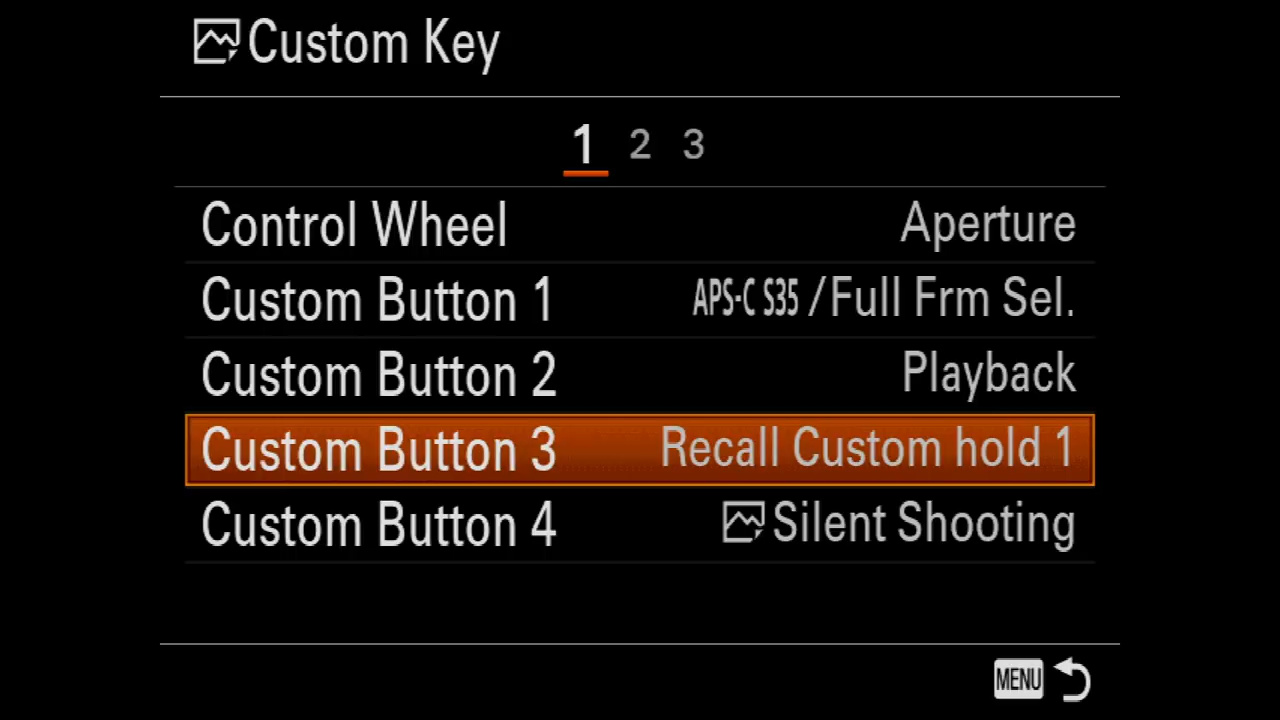 Custom Key
1 2 3
Control Wheel Aperture
Custom Button 1 APS-C S35 /Full Frm Sel.
Custom Button 2 Playback
Custom Button 3 Recall Custom hold 1
Custom Button 4 Silent Shooting
MENU